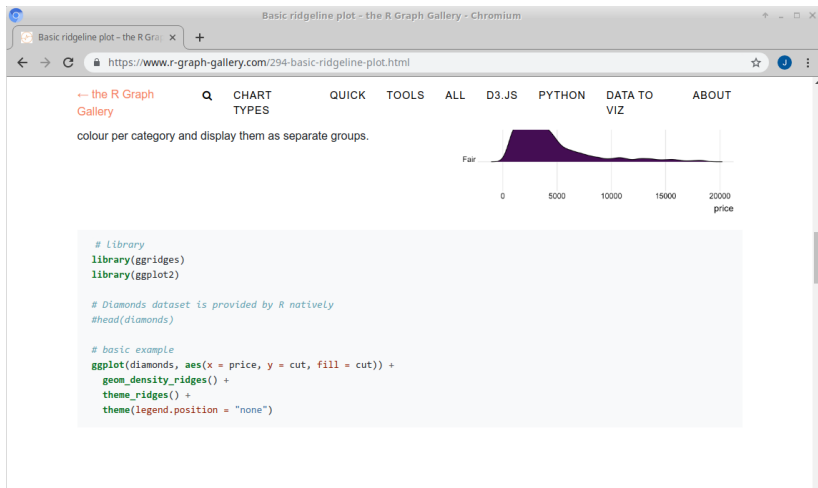 Basic ridgeline plot – the R Graph Gallery - Chromium
Basic ridgeline plot – the R Gra
https://www.r-graph-gallery.com/294-basic-ridgeline-plot.html
J
← the R Graph Gallery
CHART TYPES
QUICK
TOOLS
ALL
D3.JS
PYTHON
DATA TO VIZ
ABOUT
colour per category and display them as separate groups.
Fair
0 5000 10000 15000 20000
price
# library
library(ggridges)
library(ggplot2)
# Diamonds dataset is provided by R natively
#head(diamonds)
# basic example
ggplot(diamonds, aes(x = price, y = cut, fill = cut)) +
geom_density_ridges() +
theme_ridges() +
theme(legend.position = "none")